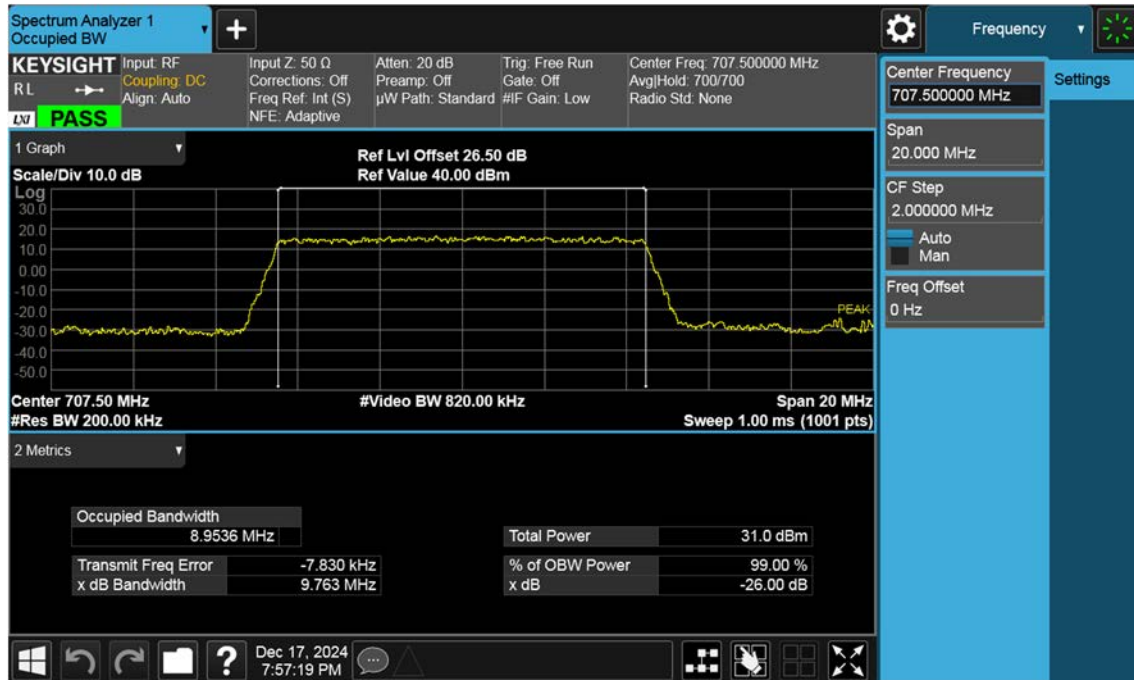 Spectrum Analyzer 1
Occupied BW
Frequency
KEYSIGHT
R L
LXI PASS
Input: RF
Coupling: DC
Align: Auto
Input Z: 50 Ω
Corrections: Off
Freq Ref: Int (S)
NFE: Adaptive
Atten: 20 dB
Preamp: Off
µW Path: Standard
#IF Gain: Low
Trig: Free Run
Gate: Off
Center Freq: 707.500000 MHz
Avg|Hold: 700/700
Radio Std: None
Center Frequency
707.500000 MHz
Settings
Span
20.000 MHz
CF Step
2.000000 MHz
Auto
Man
Freq Offset
0 Hz
1 Graph
Scale/Div 10.0 dB
Ref Lvl Offset 26.50 dB
Ref Value 40.00 dBm
Log
30.0
20.0
10.0
0.00
-10.0
-20.0
-30.0
-40.0
-50.0
PEAK
Center 707.50 MHz
#Video BW 820.00 kHz
Span 20 MHz
#Res BW 200.00 kHz
Sweep 1.00 ms (1001 pts)
2 Metrics
Occupied Bandwidth
8.9536 MHz
Total Power 31.0 dBm
Transmit Freq Error -7.830 kHz
% of OBW Power 99.00 %
x dB Bandwidth 9.763 MHz
x dB -26.00 dB
?
Dec 17, 2024
7:57:19 PM